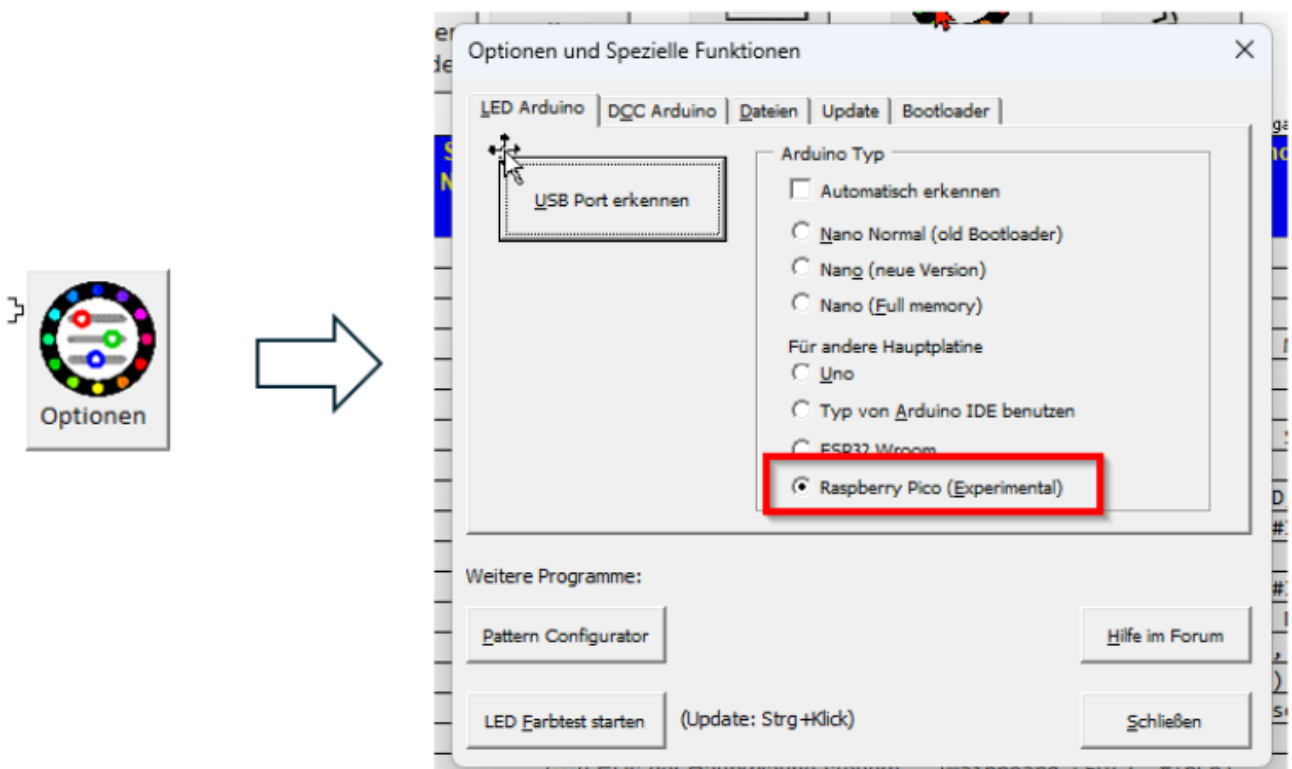 Optionen
Optionen und Spezielle Funktionen
LED Arduino
DCC Arduino
Dateien
Update
Bootloader
USB Port erkennen
Arduino Typ
Automatisch erkennen
Nano Normal (old Bootloader)
Nano (neue Version)
Nano (Full memory)
Für andere Hauptplatine
Uno
Typ von Arduino IDE benutzen
ESP32 Wroom
Raspberry Pico (Experimental)
Weitere Programme:
Pattern Configurator
Hilfe im Forum
LED Farbtest starten
(Update: Strg+Klick)
Schließen